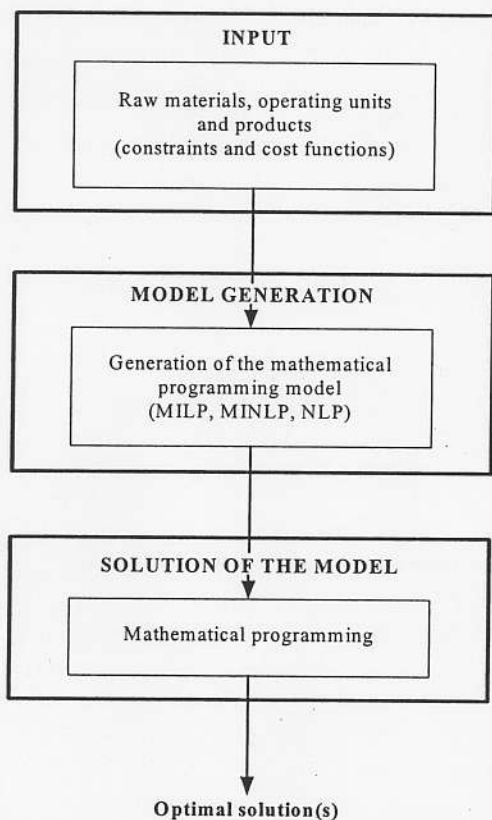 INPUT
Raw materials, operating units
and products
(constraints and cost functions)
MODEL GENERATION
Generation of the mathematical
programming model
(MILP, MINLP, NLP)
SOLUTION OF THE MODEL
Mathematical programming
Optimal solution(s)